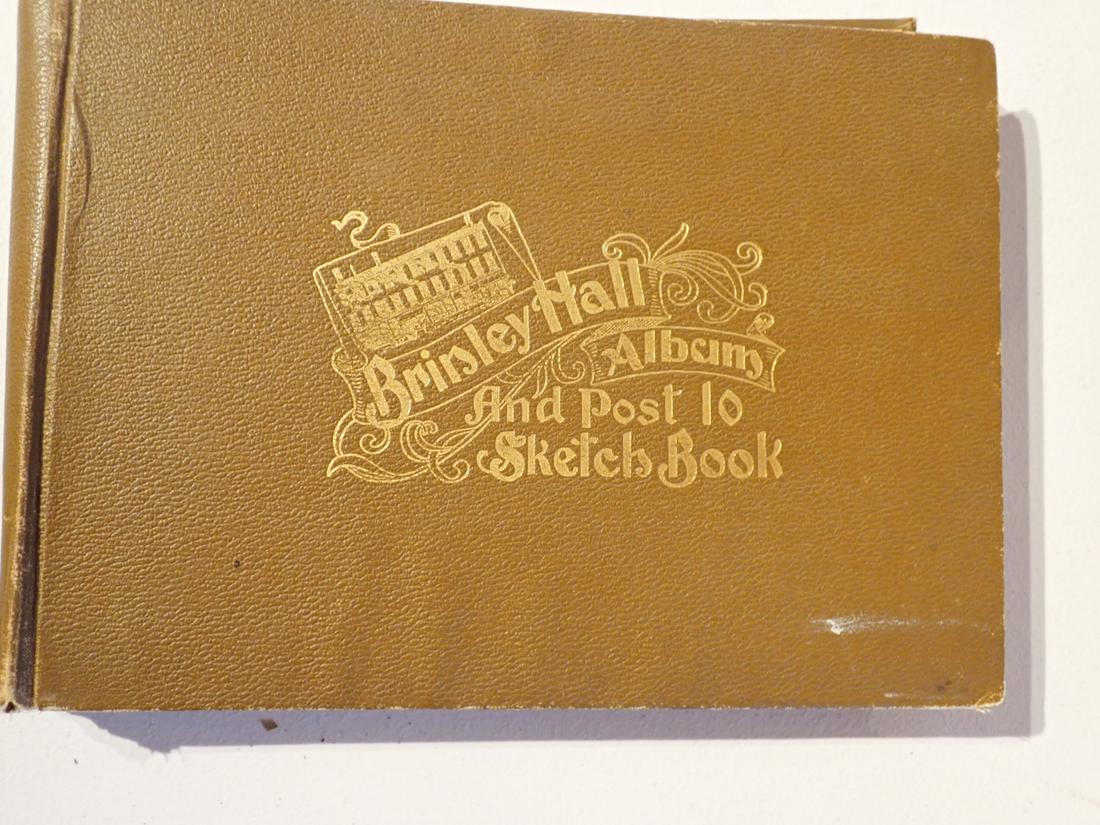 Brinsley Hall
Album
And Post 10
Sketch Book